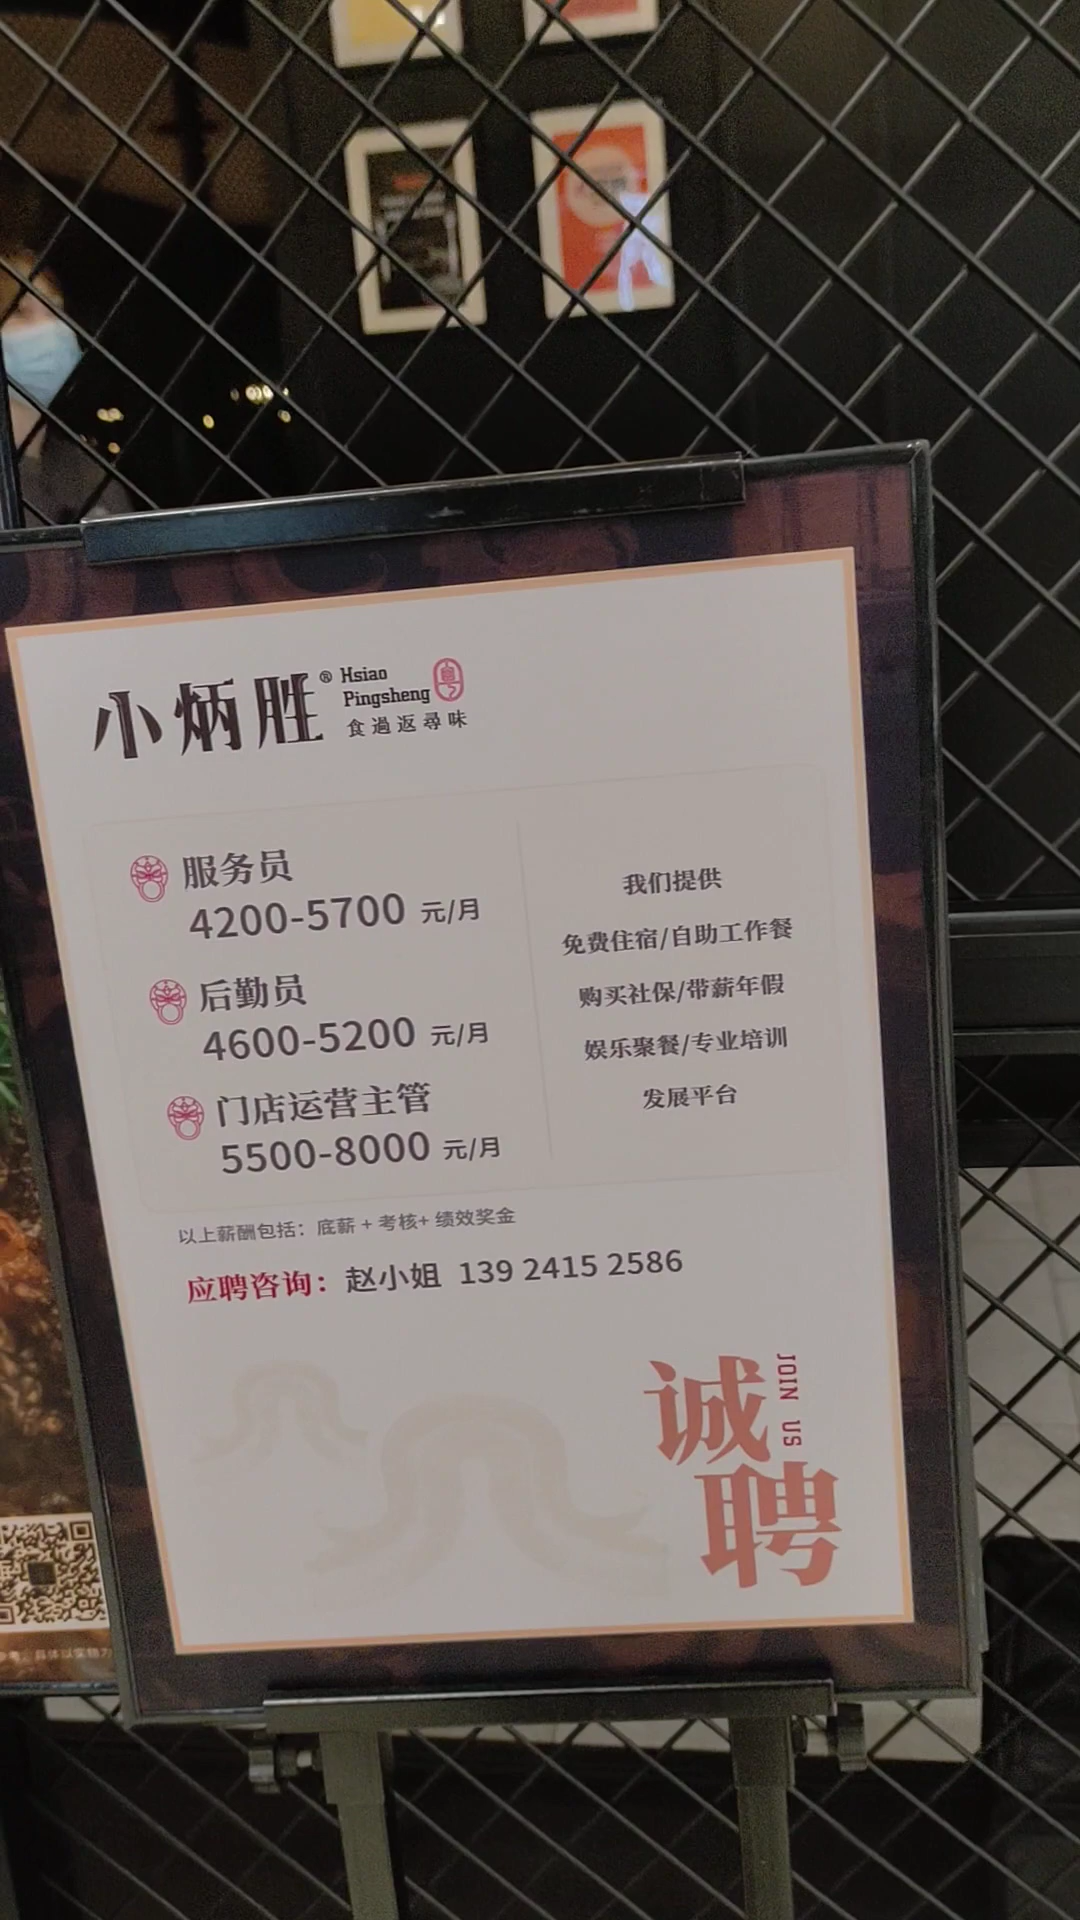 小炳胜® Hsiao
Pingsheng
食過返尋味
服务员
4200-5700 元/月
后勤员
4600-5200 元/月
门店运营主管
5500-8000 元/月
我们提供
免费住宿/自助工作餐
购买社保/带薪年假
娱乐聚餐/专业培训
发展平台
以上薪酬包括：底薪 + 考核+ 绩效奖金
应聘咨询：赵小姐 139 2415 2586
诚聘
JOIN US